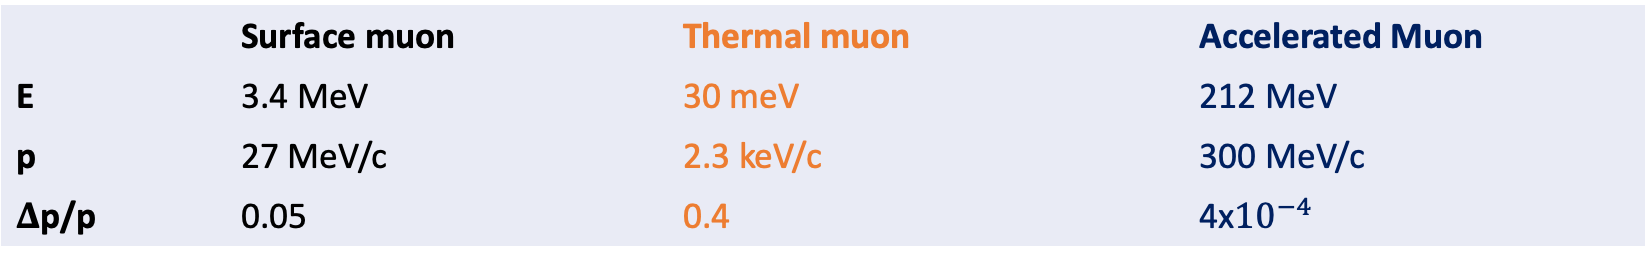 Surface muon Thermal muon Accelerated Muon
E 3.4 MeV 30 meV 212 MeV
p 27 MeV/c 2.3 keV/c 300 MeV/c
Δp/p 0.05 0.4 4x10⁻⁴